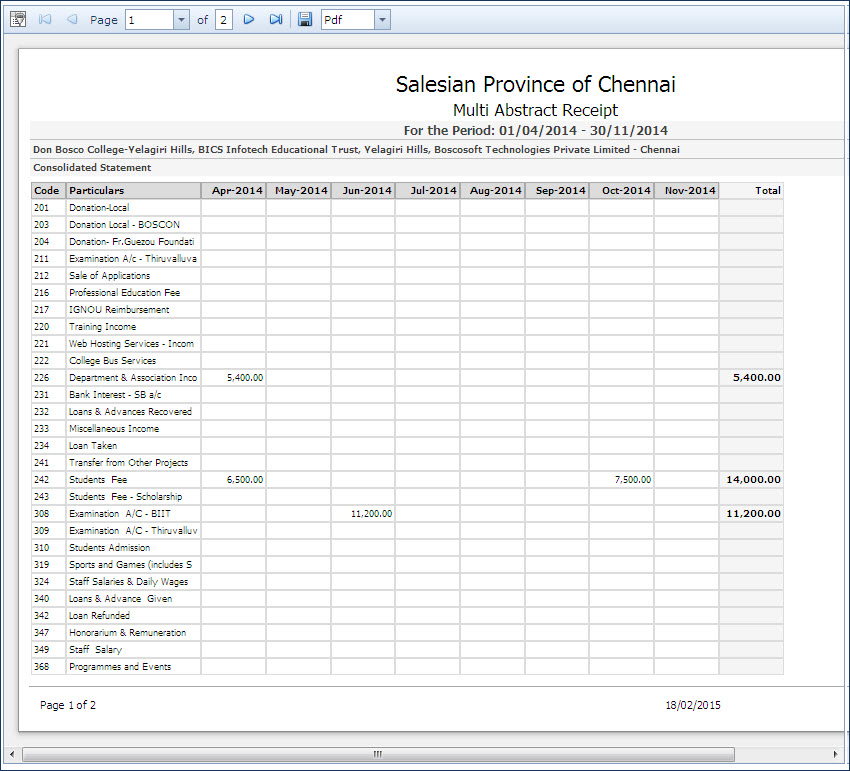 Page 1 of 2 Pdf
Salesian Province of Chennai
Multi Abstract Receipt
For the Period: 01/04/2014 - 30/11/2014
Don Bosco College-Yelagiri Hills, BICS Infotech Educational Trust, Yelagiri Hills, Boscosoft Technologies Private Limited - Chennai
Consolidated Statement
Code Particulars Apr-2014 May-2014 Jun-2014 Jul-2014 Aug-2014 Sep-2014 Oct-2014 Nov-2014 Total
201 Donation-Local
203 Donation Local - BOSCON
204 Donation- Fr.Guezou Foundati
211 Examination A/c - Thiruvalluva
212 Sale of Applications
216 Professional Education Fee
217 IGNOU Reimbursement
220 Training Income
221 Web Hosting Services - Incom
222 College Bus Services
226 Department & Association Inco 5,400.00 5,400.00
231 Bank Interest - SB a/c
232 Loans & Advances Recovered
233 Miscellaneous Income
234 Loan Taken
241 Transfer from Other Projects
242 Students Fee 6,500.00 7,500.00 14,000.00
243 Students Fee - Scholarship
308 Examination A/C - BIIT 11,200.00 11,200.00
309 Examination A/C - Thiruvalluv
310 Students Admission
319 Sports and Games (includes S
324 Staff Salaries & Daily Wages
340 Loans & Advance Given
342 Loan Refunded
347 Honorarium & Remuneration
349 Staff Salary
368 Programmes and Events
Page 1 of 2 18/02/2015